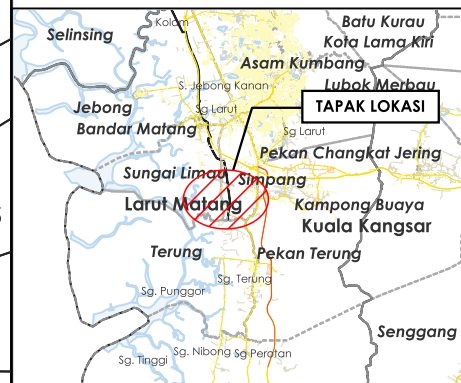 Batu Kurau
Kolam
Selinsing
Kota Lama Kiri
Asam Kumbang
S. Jebong Kanan
Lubok Merbau
Jebong
Sg Larut
TAPAK LOKASI
Bandar Matang
Sg Larut
Pekan Changkat Jering
Sungai Limau
Simpang
Larut Matang
Kampong Buaya
Kuala Kangsar
Terung
Pekan Terung
Sg. Terung
Sg. Punggor
Senggang
Sg. Nibong
Sg Peratan
Sg. Tinggi